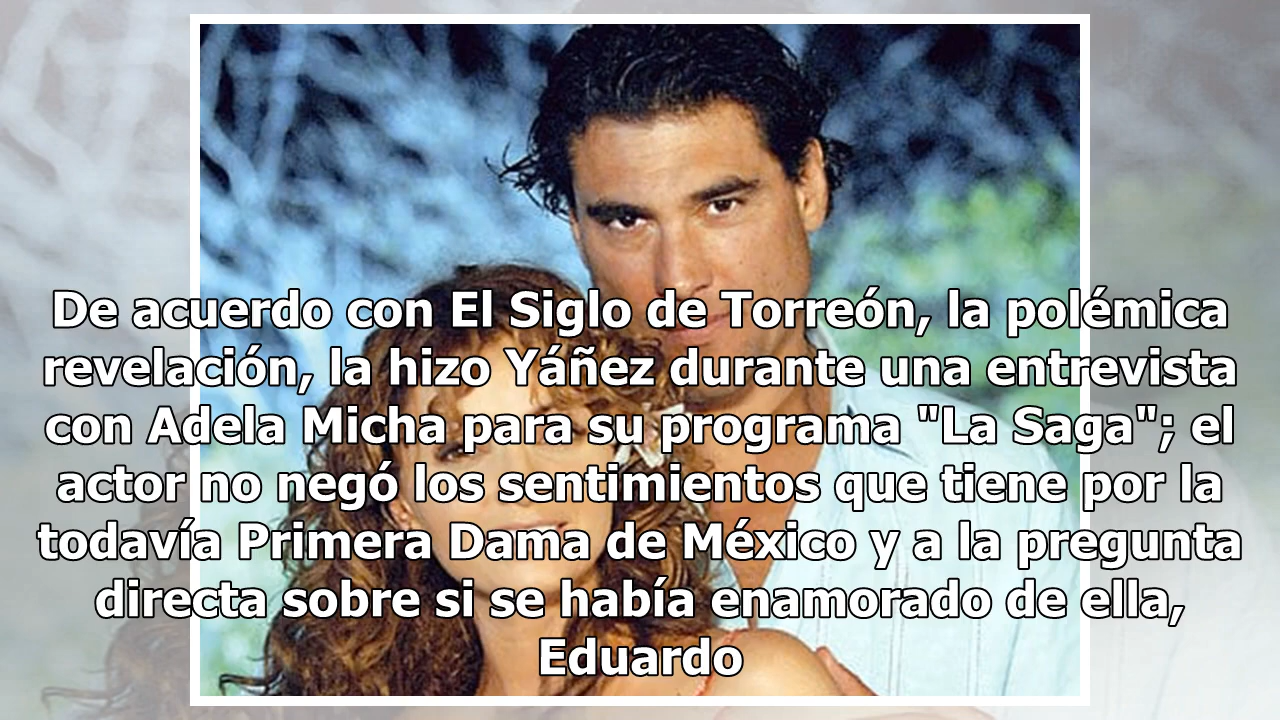 De acuerdo con El Siglo de Torreón, la polémica
revelación, la hizo Yáñez durante una entrevista
con Adela Micha para su programa "La Saga"; el
actor no negó los sentimientos que tiene por la
todavía Primera Dama de México y a la pregunta
directa sobre si se había enamorado de ella,
Eduardo